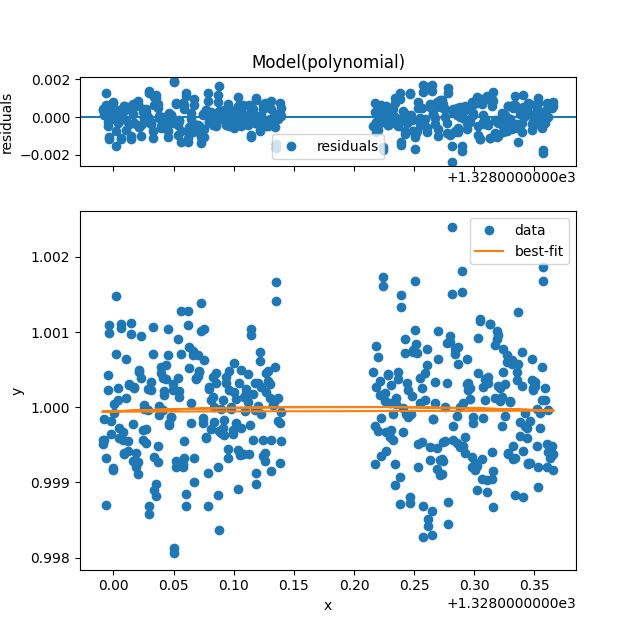 Model(polynomial)
0.002
0.000
−0.002
residuals
residuals
+1.3280000000e3
data
best-fit
1.002
1.001
1.000
0.999
0.998
y
0.00 0.05 0.10 0.15 0.20 0.25 0.30 0.35
x
+1.3280000000e3